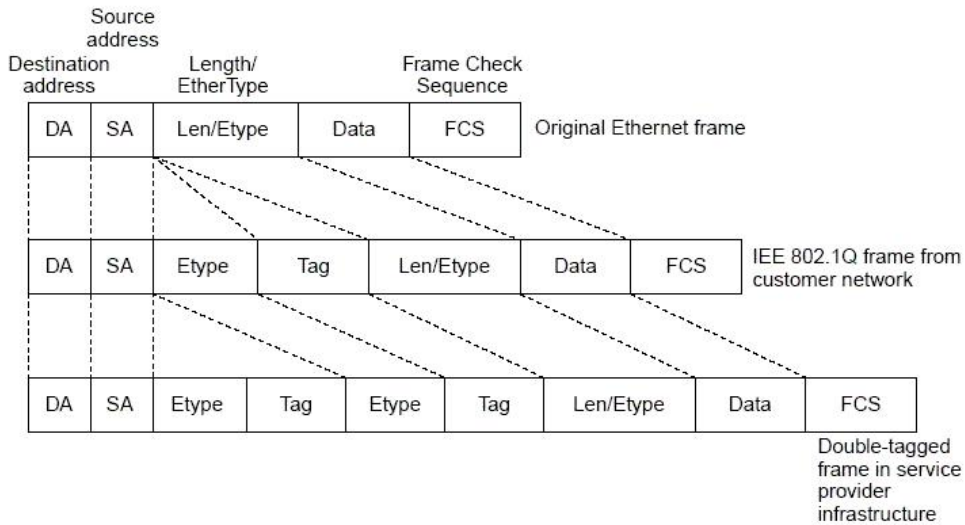 Source
address
Destination
address
Length/
EtherType
Frame Check
Sequence
DA SA Len/Etype Data FCS Original Ethernet frame
DA SA Etype Tag Len/Etype Data FCS
IEE 802.1Q frame from
customer network
DA SA Etype Tag Etype Tag Len/Etype Data FCS
Double-tagged
frame in service
provider
infrastructure